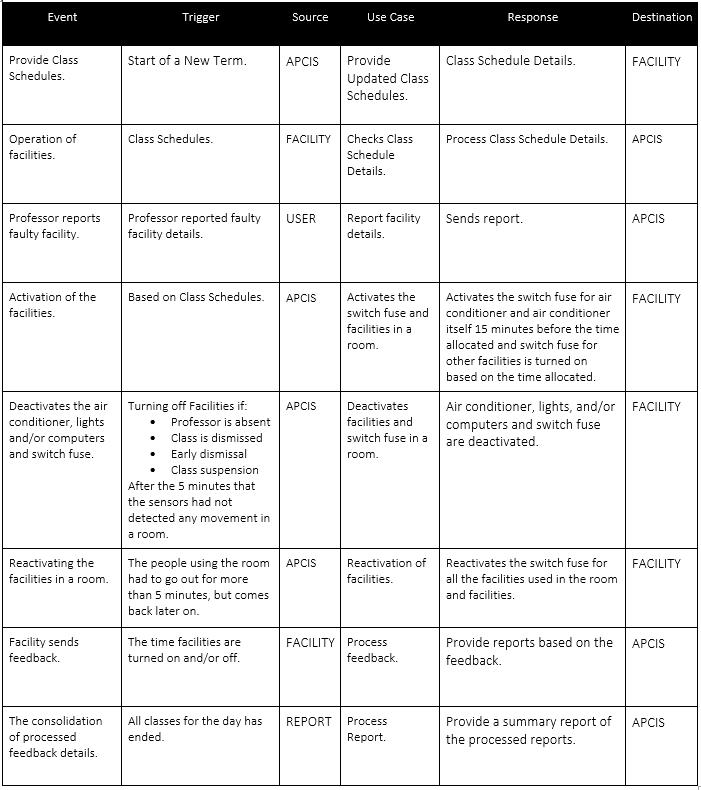 Event Trigger Source Use Case Response Destination
Provide Class
Schedules.
Start of a New Term.
APCIS
Provide
Updated Class
Schedules.
Class Schedule Details.
FACILITY
Operation of
facilities.
Class Schedules.
FACILITY
Checks Class
Schedule
Details.
Process Class Schedule Details.
APCIS
Professor reports
faulty facility.
Professor reported faulty
facility details.
USER
Report facility
details.
Sends report.
APCIS
Activation of the
facilities.
Based on Class Schedules.
APCIS
Activates the
switch fuse and
facilities in a
room.
Activates the switch fuse for air
conditioner and air conditioner
itself 15 minutes before the time
allocated and switch fuse for
other facilities is turned on
based on the time allocated.
FACILITY
Deactivates the air
conditioner, lights
and/or computers
and switch fuse.
Turning off Facilities if:
• Professor is absent
• Class is dismissed
• Early dismissal
• Class suspension
After the 5 minutes that
the sensors had not
detected any movement in
a room.
APCIS
Deactivates
facilities and
switch fuse in a
room.
Air conditioner, lights, and/or
computers and switch fuse
are deactivated.
FACILITY
Reactivating the
facilities in a room.
The people using the room
had to go out for more
than 5 minutes, but comes
back later on.
APCIS
Reactivation of
facilities.
Reactivates the switch fuse for
all the facilities used in the room
and facilities.
FACILITY
Facility sends
feedback.
The time facilities are
turned on and/or off.
FACILITY
Process
feedback.
Provide reports based on the
feedback.
APCIS
The consolidation
of processed
feedback details.
All classes for the day has
ended.
REPORT
Process
Report.
Provide a summary report of
the processed reports.
APCIS